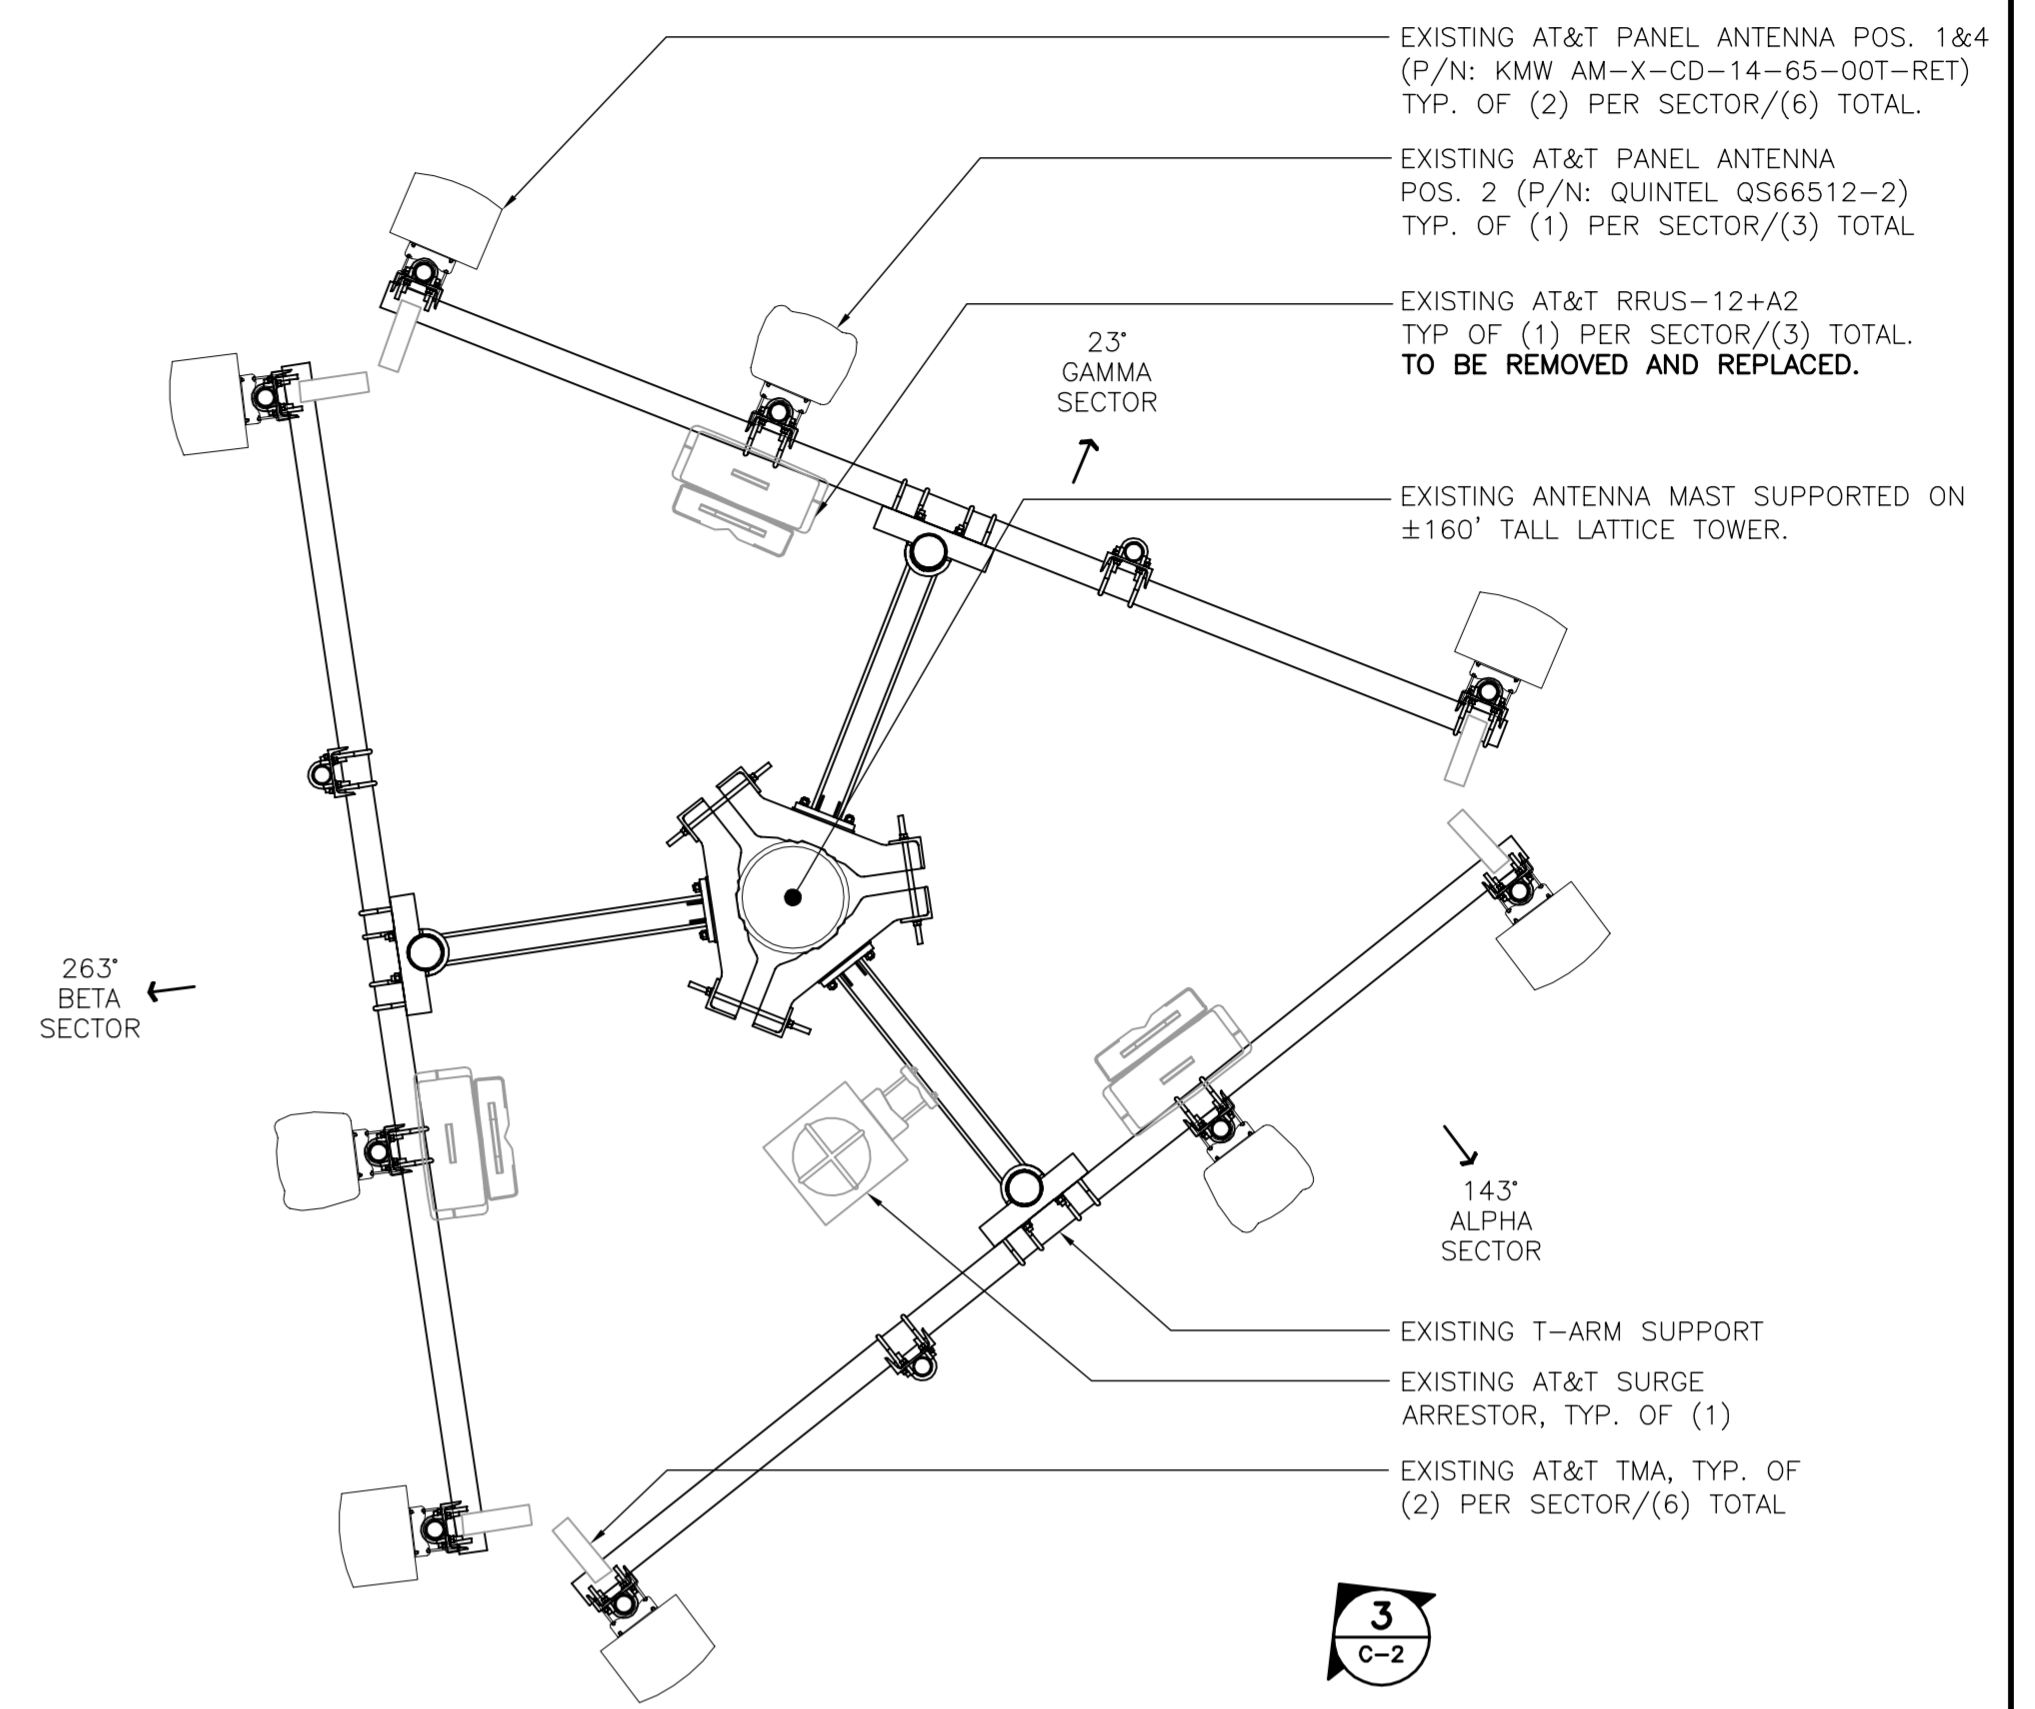 EXISTING AT&T PANEL ANTENNA POS. 1&4
(P/N: KMW AM-X-CD-14-65-00T-RET)
TYP. OF (2) PER SECTOR/(6) TOTAL.
EXISTING AT&T PANEL ANTENNA
POS. 2 (P/N: QUINTEL QS66512-2)
TYP. OF (1) PER SECTOR/(3) TOTAL
EXISTING AT&T RRUS-12+A2
TYP OF (1) PER SECTOR/(3) TOTAL.
TO BE REMOVED AND REPLACED.
23°
GAMMA
SECTOR
EXISTING ANTENNA MAST SUPPORTED ON
±160' TALL LATTICE TOWER.
263°
BETA
SECTOR
143°
ALPHA
SECTOR
EXISTING T-ARM SUPPORT
EXISTING AT&T SURGE
ARRESTOR, TYP. OF (1)
EXISTING AT&T TMA, TYP. OF
(2) PER SECTOR/(6) TOTAL
3
C-2